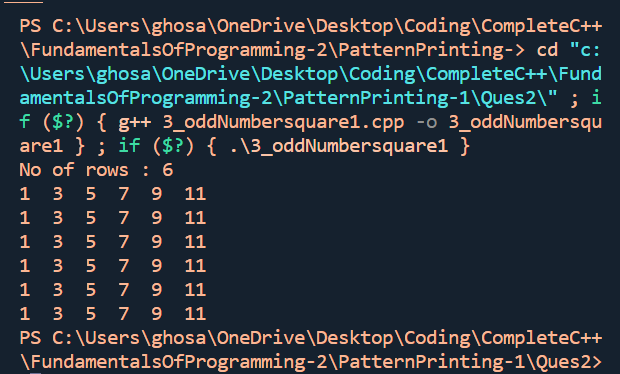 PS C:\Users\ghosa\OneDrive\Desktop\Coding\CompleteC++
\FundamentalsOfProgramming-2\PatternPrinting-> cd "c:
\Users\ghosa\OneDrive\Desktop\Coding\CompleteC++\Fund
amentalsOfProgramming-2\PatternPrinting-1\Ques2\" ; i
f ($?) { g++ 3_oddNumbersquare1.cpp -o 3_oddNumbersqu
are1 } ; if ($?) { .\3_oddNumbersquare1 }
No of rows : 6
1  3  5  7  9  11
1  3  5  7  9  11
1  3  5  7  9  11
1  3  5  7  9  11
1  3  5  7  9  11
1  3  5  7  9  11
PS C:\Users\ghosa\OneDrive\Desktop\Coding\CompleteC++
\FundamentalsOfProgramming-2\PatternPrinting-1\Ques2>